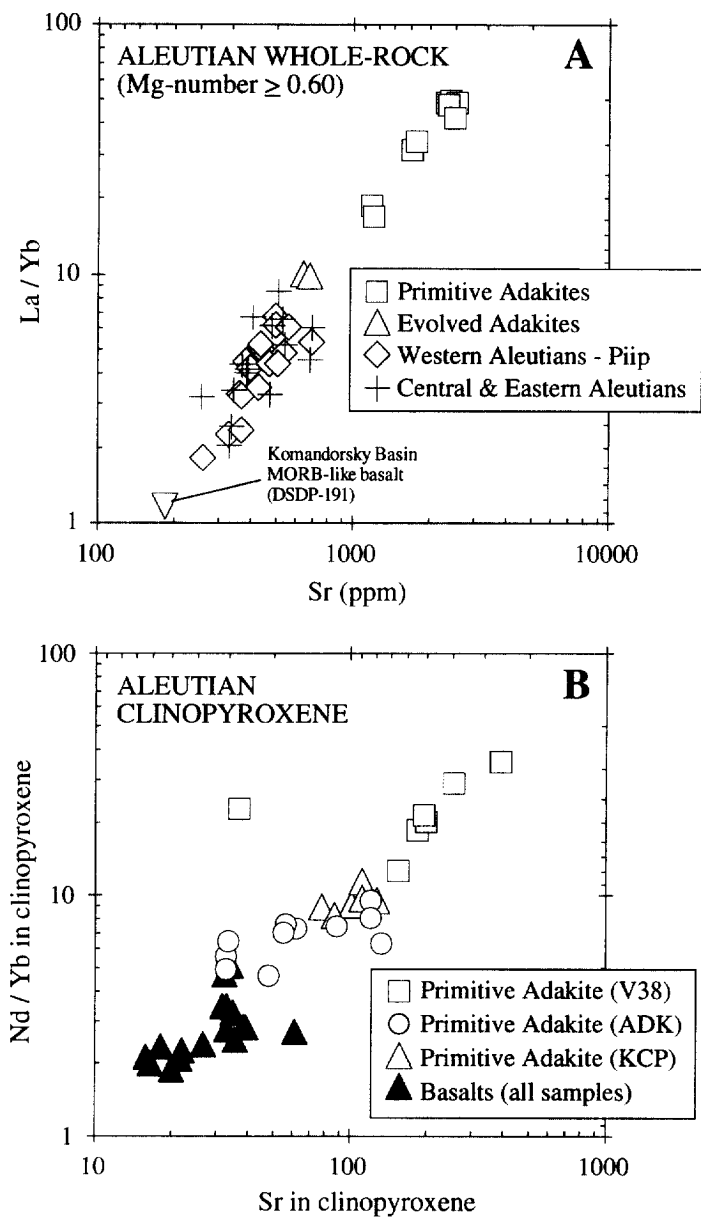 100
ALEUTIAN WHOLE-ROCK
(Mg-number ≥ 0.60)
A
La / Yb
10
Primitive Adakites
Evolved Adakites
Western Aleutians - Piip
Central & Eastern Aleutians
Komandorsky Basin
MORB-like basalt
(DSDP-191)
1
100
1000
10000
Sr (ppm)
100
ALEUTIAN
CLINOPYROXENE
B
Nd / Yb in clinopyroxene
10
Primitive Adakite (V38)
Primitive Adakite (ADK)
Primitive Adakite (KCP)
Basalts (all samples)
1
10
100
1000
Sr in clinopyroxene